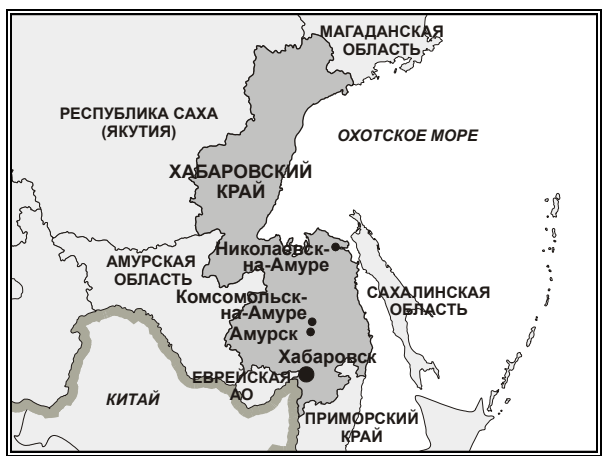 МАГАДАНСКАЯ
ОБЛАСТЬ
РЕСПУБЛИКА САХА
(ЯКУТИЯ)
ОХОТСКОЕ МОРЕ
ХАБАРОВСКИЙ
КРАЙ
Николаевск-
на-Амуре
АМУРСКАЯ
ОБЛАСТЬ
САХАЛИНСКАЯ
ОБЛАСТЬ
Комсомольск-
на-Амуре
Амурск
Хабаровск
ЕВРЕЙСКАЯ
АО
КИТАЙ
ПРИМОРСКИЙ
КРАЙ